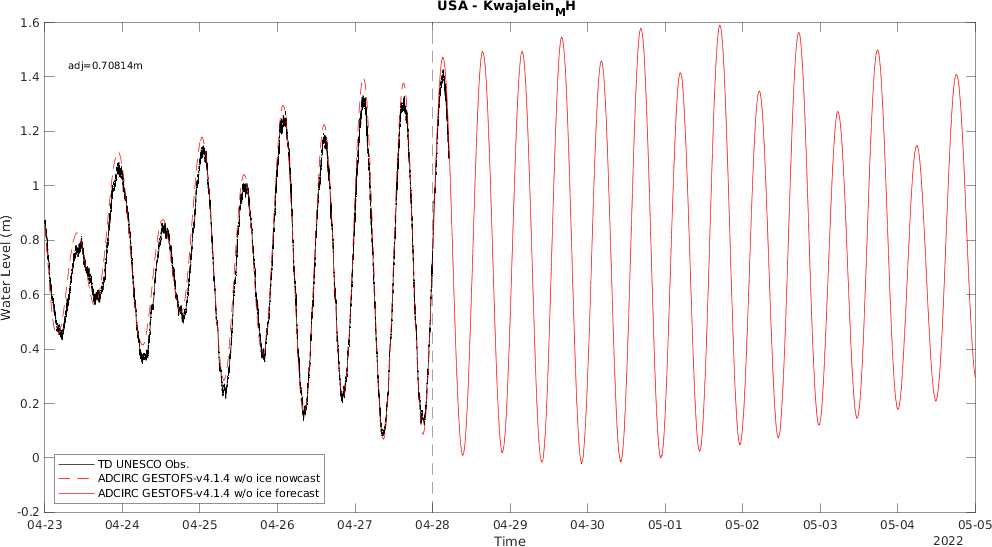 USA - Kwajalein_MH
adj=0.70814m
Water Level (m)
1.6
1.4
1.2
1
0.8
0.6
0.4
0.2
0
-0.2
TD UNESCO Obs.
ADCIRC GESTOFS-v4.1.4 w/o ice nowcast
ADCIRC GESTOFS-v4.1.4 w/o ice forecast
04-23 04-24 04-25 04-26 04-27 04-28 04-29 04-30 05-01 05-02 05-03 05-04 05-05
Time
2022